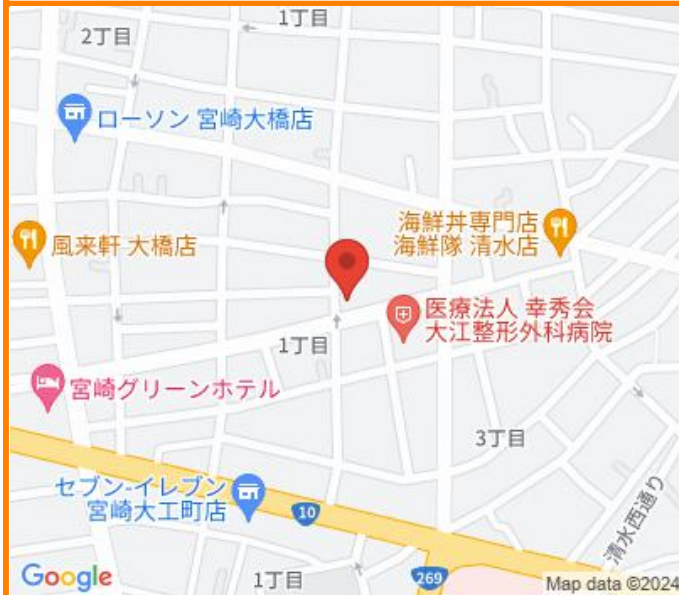 1丁目
2丁目
ローソン 宮崎大橋店
海鮮丼専門店
海鮮隊 清水店
風来軒 大橋店
医療法人 幸秀会
大江整形外科病院
1丁目
宮崎グリーンホテル
3丁目
セブン-イレブン
宮崎大工町店
10
清水西通り
Google
1丁目
269
Map data ©2024